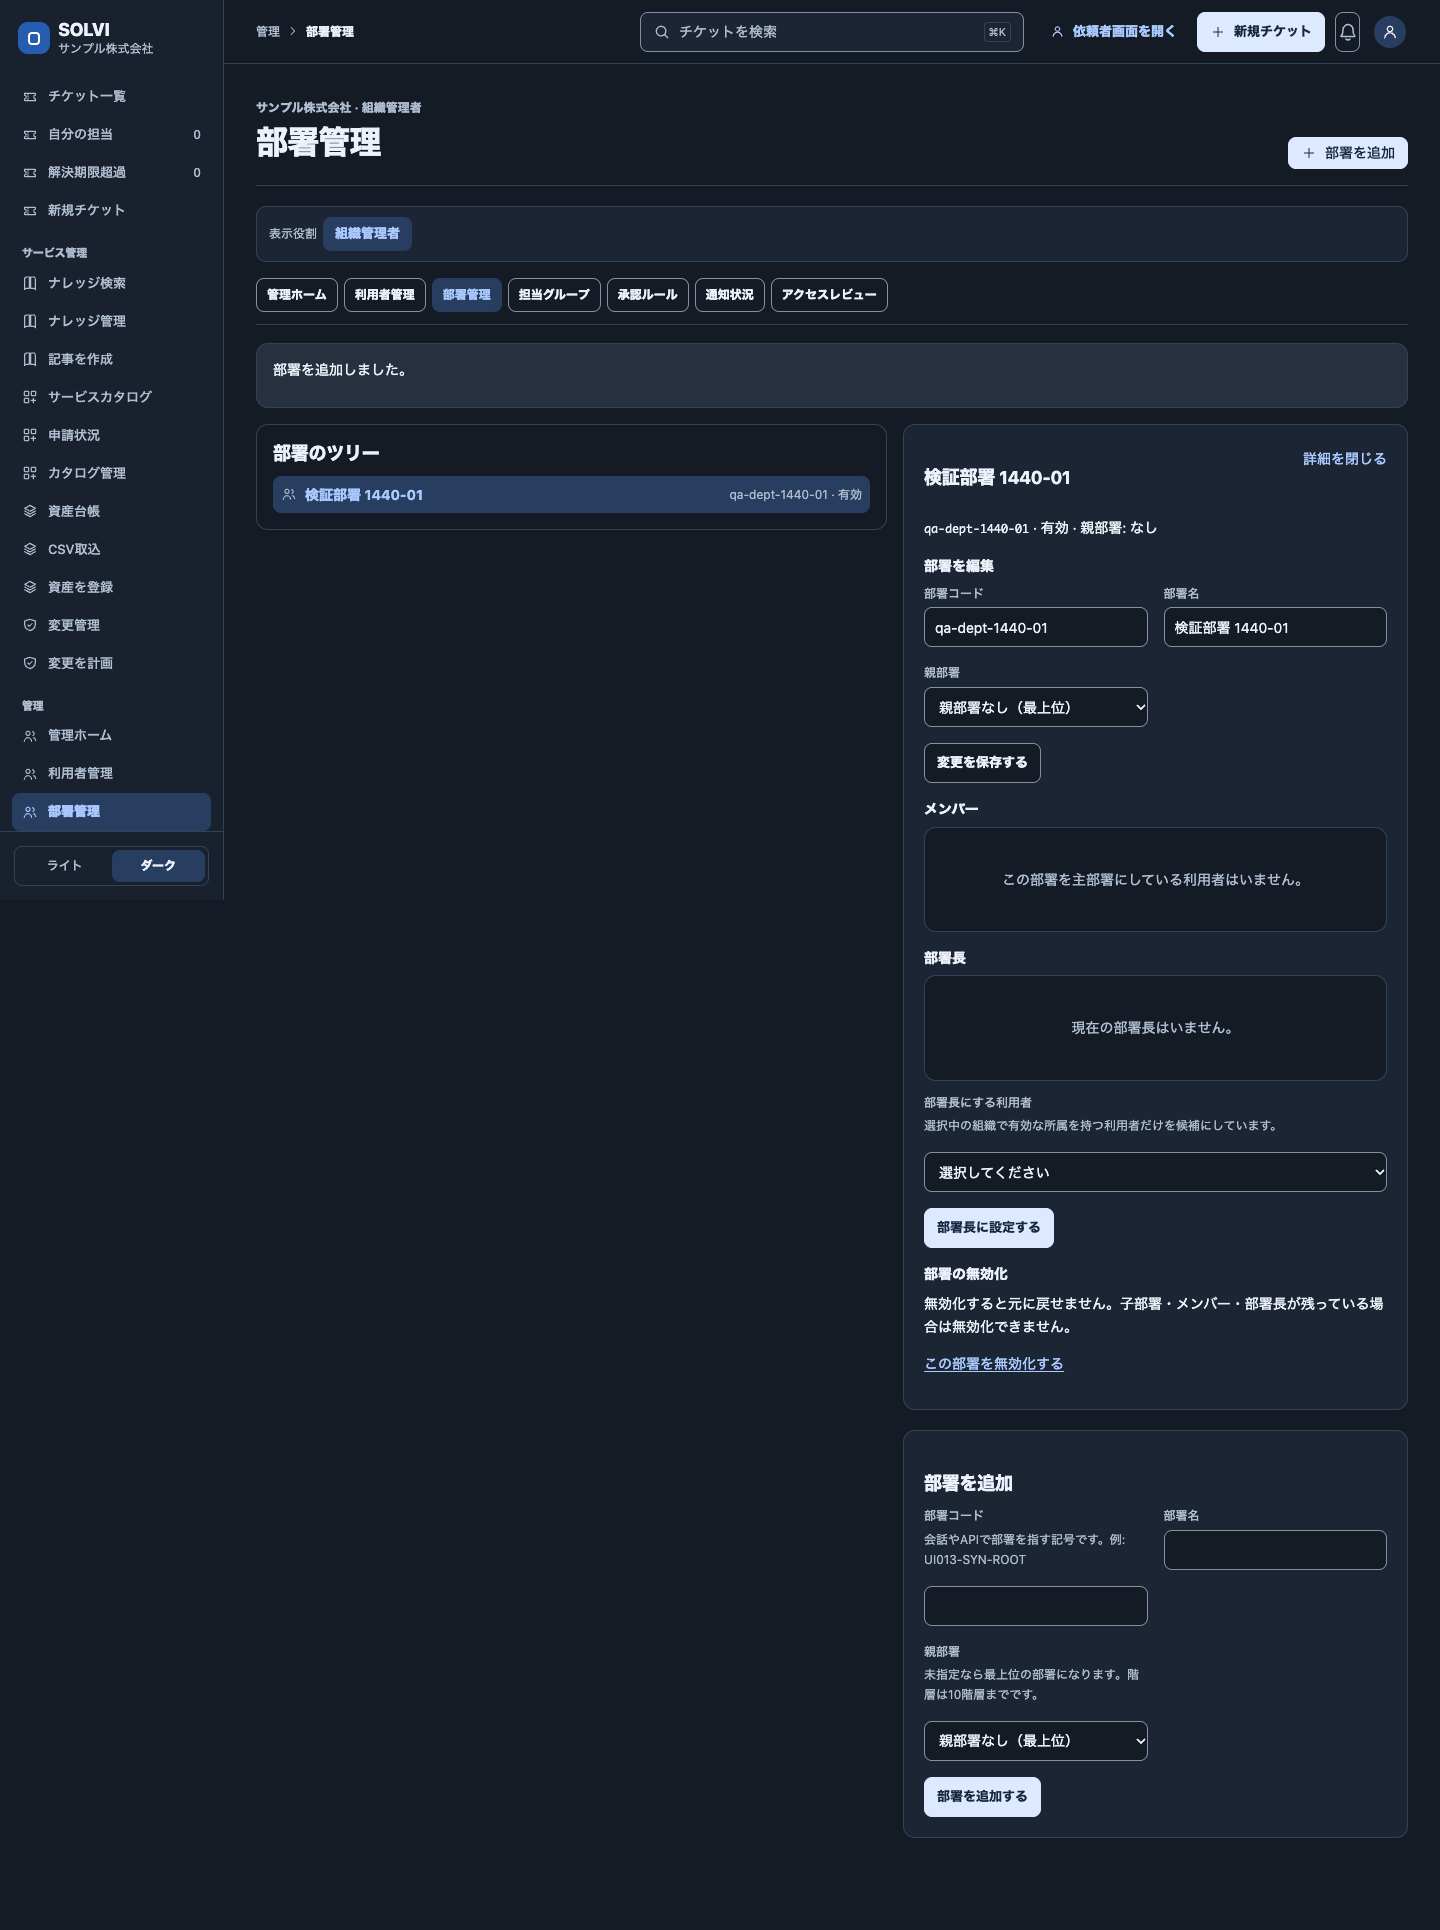 SOLVI
サンプル株式会社
チケット一覧
自分の担当 0
解決期限超過 0
新規チケット
サービス管理
ナレッジ検索
ナレッジ管理
記事を作成
サービスカタログ
申請状況
カタログ管理
資産台帳
CSV取込
資産を登録
変更管理
変更を計画
管理
管理ホーム
利用者管理
部署管理
ライト ダーク
管理 部署管理
チケットを検索 ⌘K
依頼者画面を開く
新規チケット
サンプル株式会社 · 組織管理者
部署管理
部署を追加
表示役割 組織管理者
管理ホーム 利用者管理 部署管理 担当グループ 承認ルール 通知状況 アクセスレビュー
部署を追加しました。
部署のツリー
検証部署 1440-01 qa-dept-1440-01 · 有効
詳細を閉じる
検証部署 1440-01
qa-dept-1440-01 · 有効 · 親部署: なし
部署を編集
部署コード 部署名
qa-dept-1440-01 検証部署 1440-01
親部署
親部署なし（最上位）
変更を保存する
メンバー
この部署を主部署にしている利用者はいません。
部署長
現在の部署長はいません。
部署長にする利用者
選択中の組織で有効な所属を持つ利用者だけを候補にしています。
選択してください
部署長に設定する
部署の無効化
無効化すると元に戻せません。子部署・メンバー・部署長が残っている場
合は無効化できません。
この部署を無効化する
部署を追加
部署コード 部署名
会話やAPIで部署を指す記号です。例:
UI013-SYN-ROOT
親部署
未指定なら最上位の部署になります。階
層は10階層までです。
親部署なし（最上位）
部署を追加する